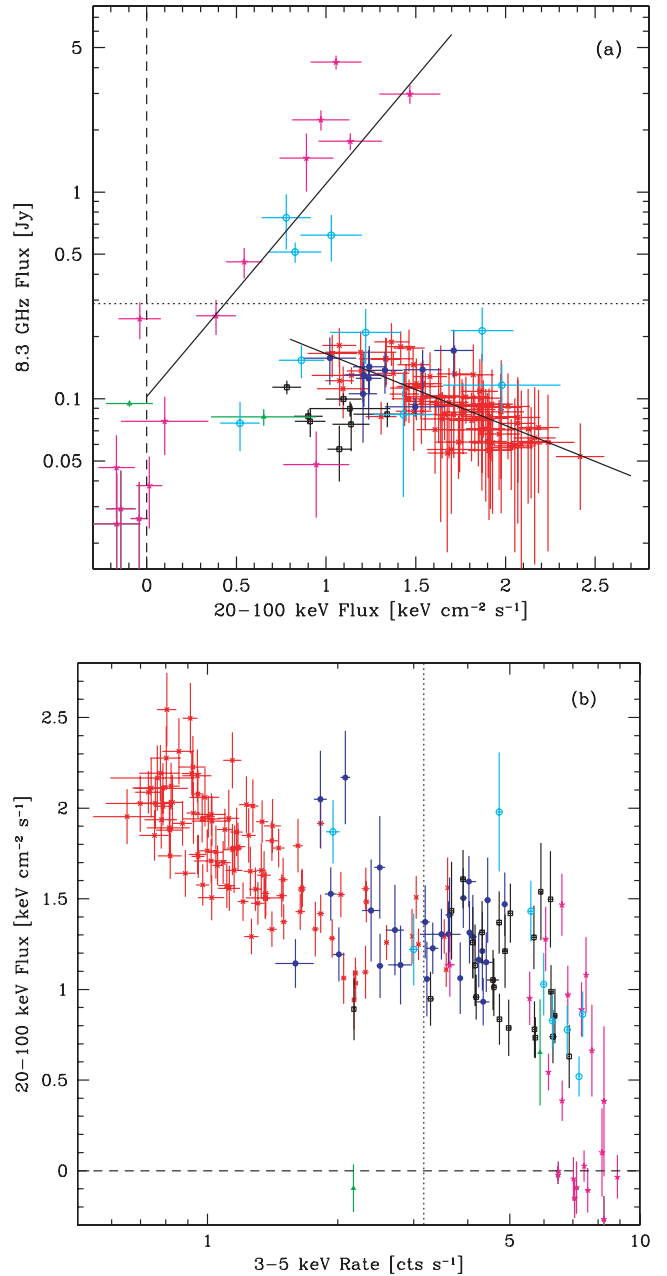 (a)
5
1
0.5
0.1
0.05
8.3 GHz Flux [Jy]
0 0.5 1 1.5 2 2.5
20−100 keV Flux [keV cm⁻² s⁻¹]
(b)
2.5
2
1.5
1
0.5
0
20−100 keV Flux [keV cm⁻² s⁻¹]
1 5 10
3−5 keV Rate [cts s⁻¹]